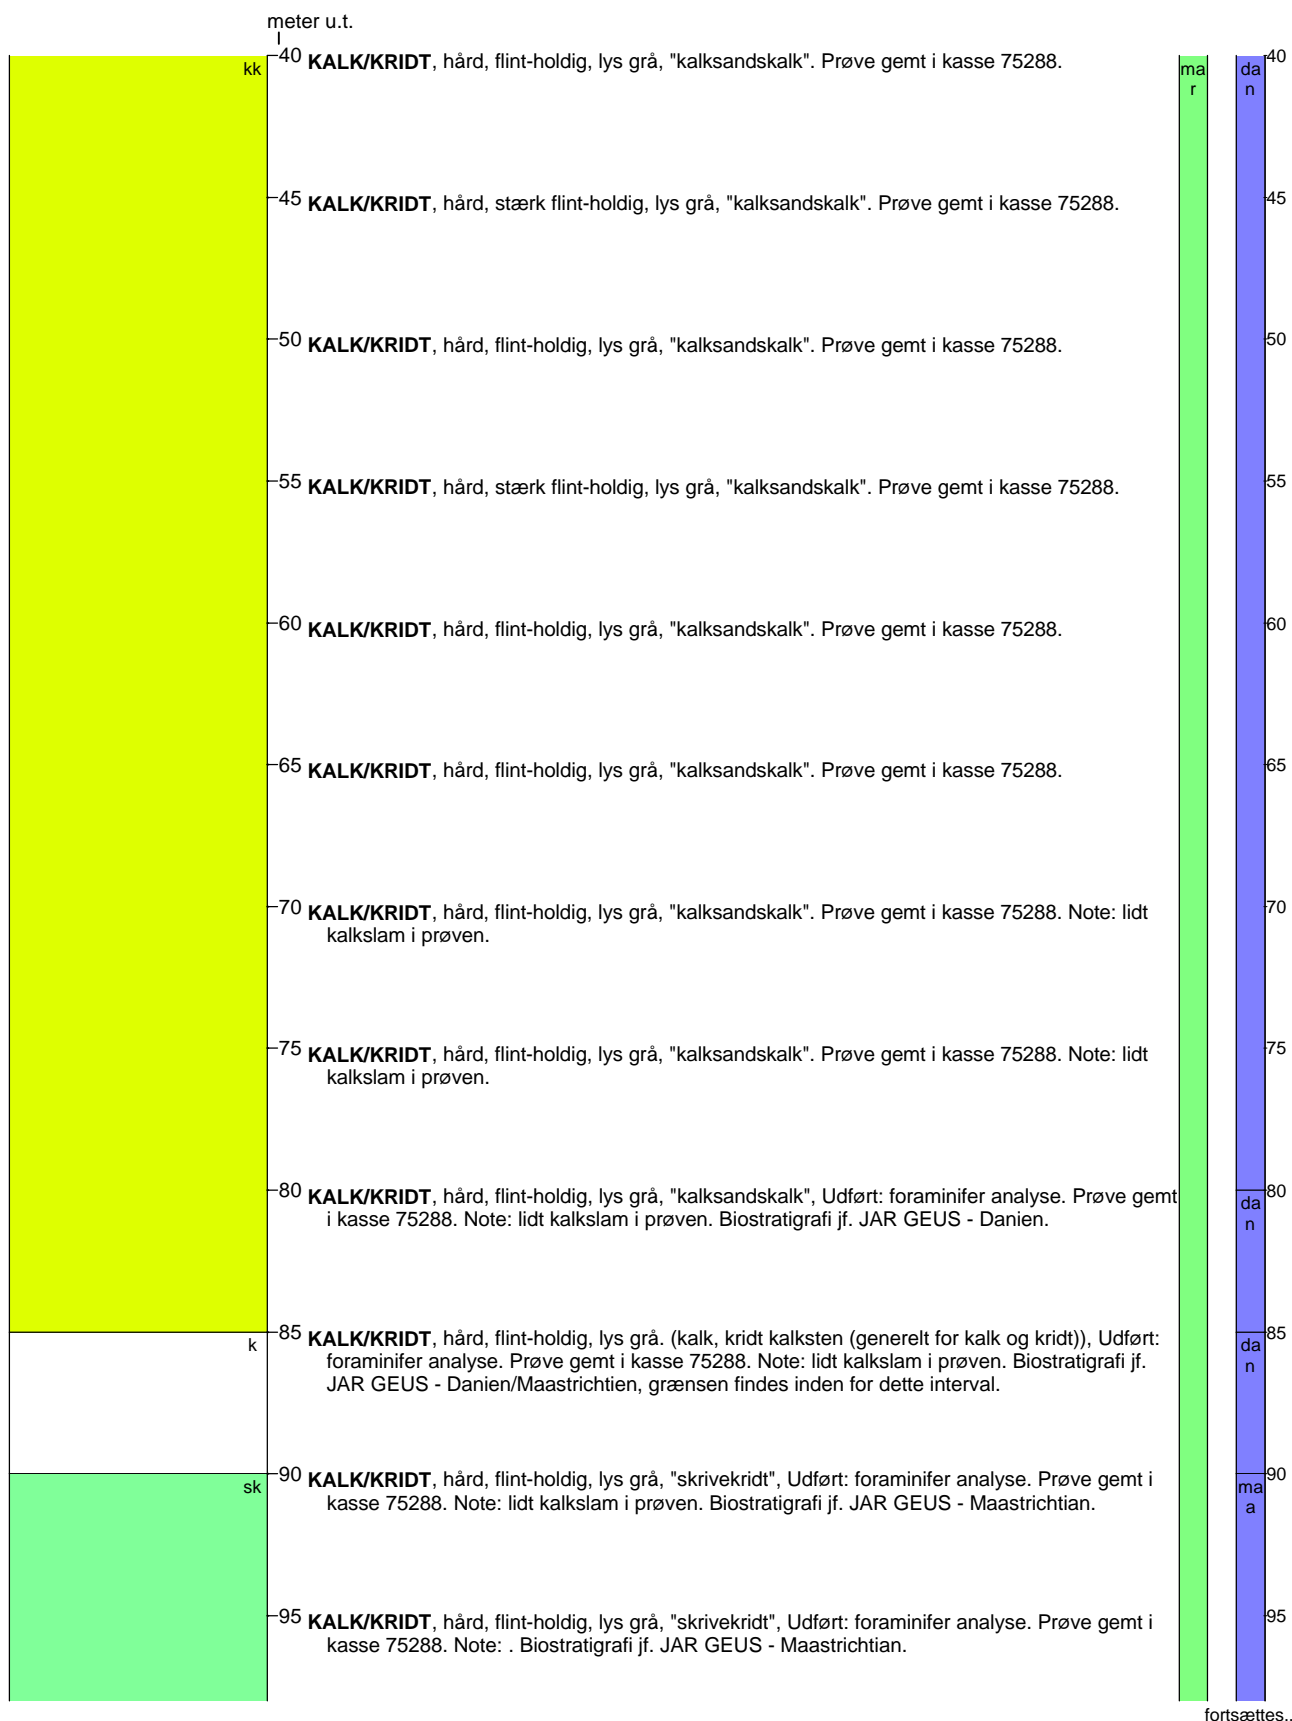 meter u.t.
kk
40 KALK/KRIDT, hård, flint-holdig, lys grå, "kalksandskalk". Prøve gemt i kasse 75288.
ma
r
da
n
40
45 KALK/KRIDT, hård, stærk flint-holdig, lys grå, "kalksandskalk". Prøve gemt i kasse 75288.
45
50 KALK/KRIDT, hård, flint-holdig, lys grå, "kalksandskalk". Prøve gemt i kasse 75288.
50
55 KALK/KRIDT, hård, stærk flint-holdig, lys grå, "kalksandskalk". Prøve gemt i kasse 75288.
55
60 KALK/KRIDT, hård, flint-holdig, lys grå, "kalksandskalk". Prøve gemt i kasse 75288.
60
65 KALK/KRIDT, hård, flint-holdig, lys grå, "kalksandskalk". Prøve gemt i kasse 75288.
65
70 KALK/KRIDT, hård, flint-holdig, lys grå, "kalksandskalk". Prøve gemt i kasse 75288. Note: lidt
kalkslam i prøven.
70
75 KALK/KRIDT, hård, flint-holdig, lys grå, "kalksandskalk". Prøve gemt i kasse 75288. Note: lidt
kalkslam i prøven.
75
80 KALK/KRIDT, hård, flint-holdig, lys grå, "kalksandskalk", Udført: foraminifer analyse. Prøve gemt
i kasse 75288. Note: lidt kalkslam i prøven. Biostratigrafi jf. JAR GEUS - Danien.
da
n
80
k
85 KALK/KRIDT, hård, flint-holdig, lys grå. (kalk, kridt kalksten (generelt for kalk og kridt)), Udført:
foraminifer analyse. Prøve gemt i kasse 75288. Note: lidt kalkslam i prøven. Biostratigrafi jf.
JAR GEUS - Danien/Maastrichtien, grænsen findes inden for dette interval.
da
n
85
sk
90 KALK/KRIDT, hård, flint-holdig, lys grå, "skrivekridt", Udført: foraminifer analyse. Prøve gemt i
kasse 75288. Note: lidt kalkslam i prøven. Biostratigrafi jf. JAR GEUS - Maastrichtian.
ma
a
90
95 KALK/KRIDT, hård, flint-holdig, lys grå, "skrivekridt", Udført: foraminifer analyse. Prøve gemt i
kasse 75288. Note: . Biostratigrafi jf. JAR GEUS - Maastrichtian.
95
fortsættes..